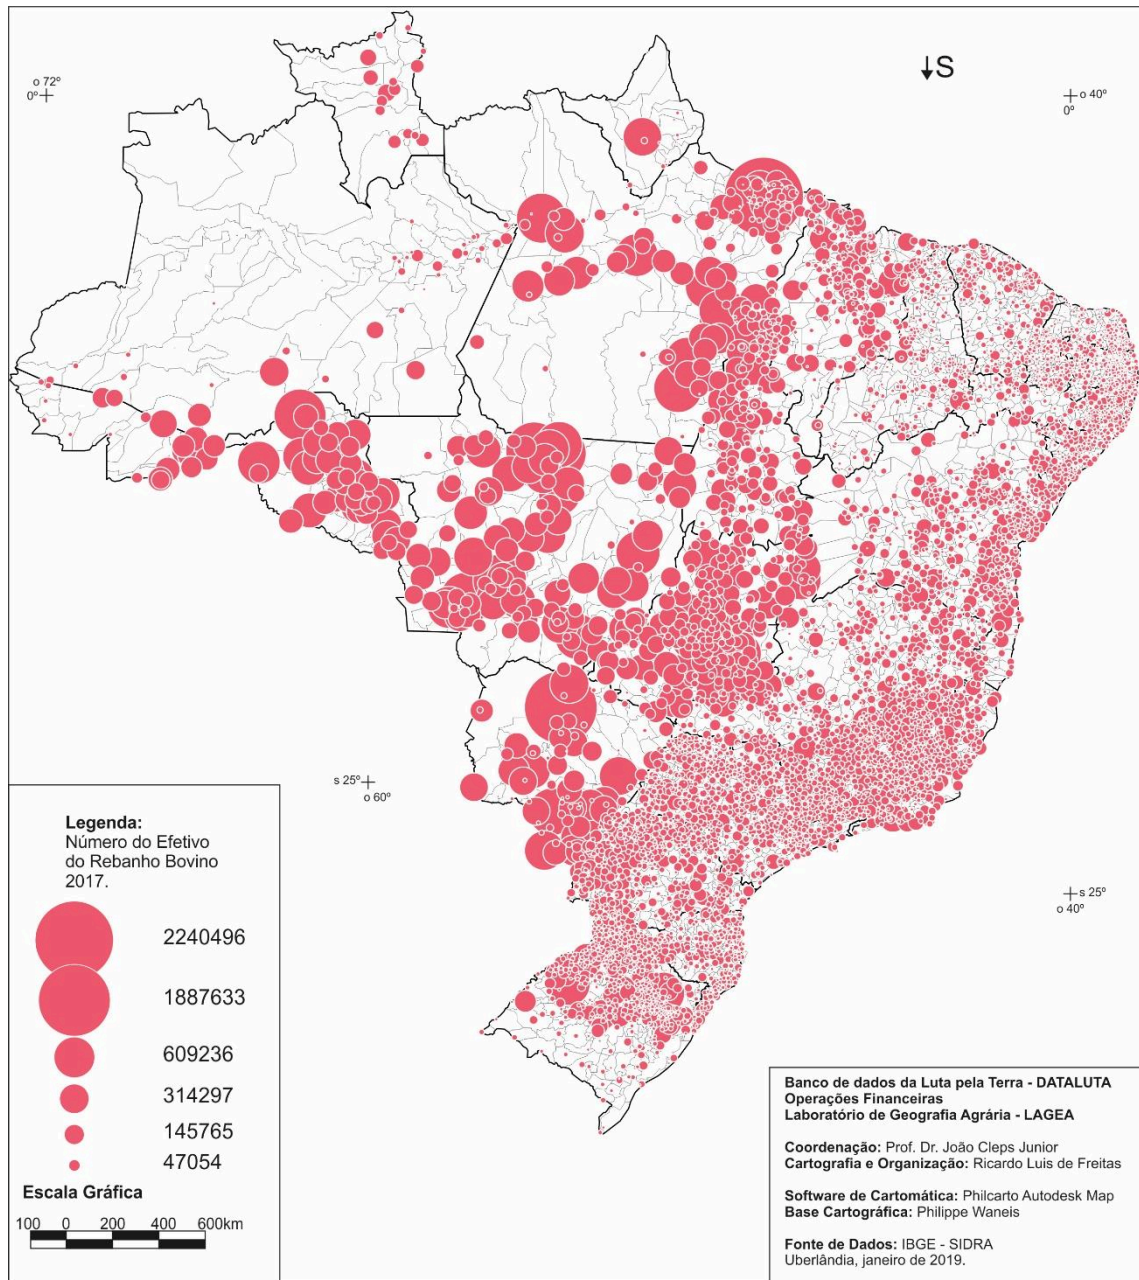 ↓S
o 72º
0º
o 40º
0º
s 25º
o 60º
s 25º
o 40º
Legenda:
Número do Efetivo
do Rebanho Bovino
2017.
2240496
1887633
609236
314297
145765
47054
Escala Gráfica
100 0 200 400 600km
Banco de dados da Luta pela Terra - DATALUTA
Operações Financeiras
Laboratório de Geografia Agrária - LAGEA
Coordenação: Prof. Dr. João Cleps Junior
Cartografia e Organização: Ricardo Luis de Freitas
Software de Cartomática: Philcarto Autodesk Map
Base Cartográfica: Philippe Waneis
Fonte de Dados: IBGE - SIDRA
Uberlândia, janeiro de 2019.